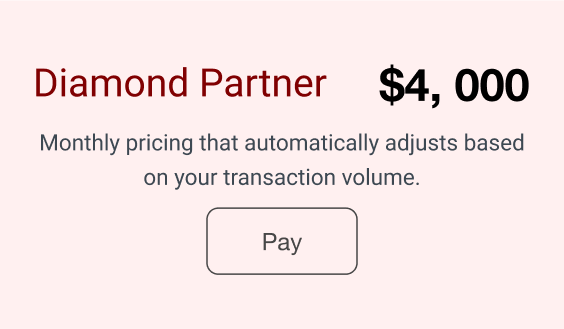 Diamond Partner $4, 000
Monthly pricing that automatically adjusts based
on your transaction volume.
Pay